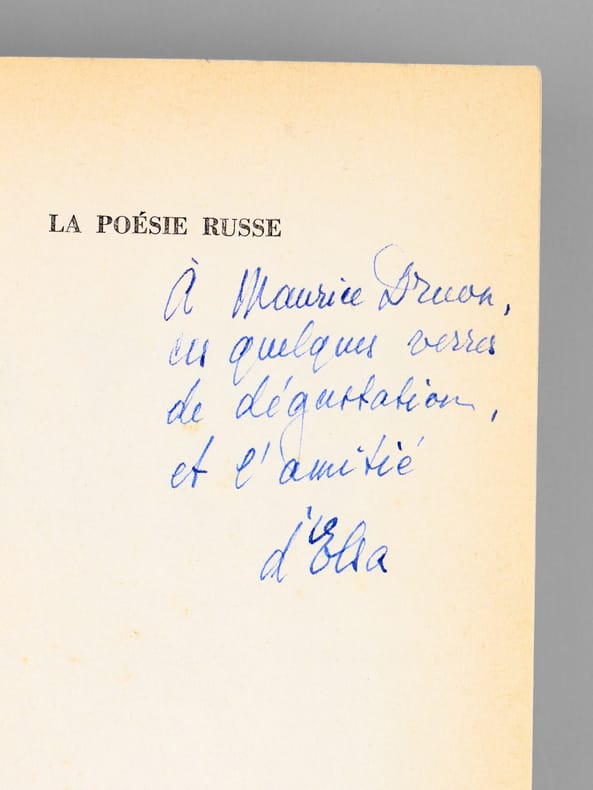 LA POÉSIE RUSSE
À Maurice Druon,
ces quelques verres
de dégustation,
et l'amitié
d'Elsa